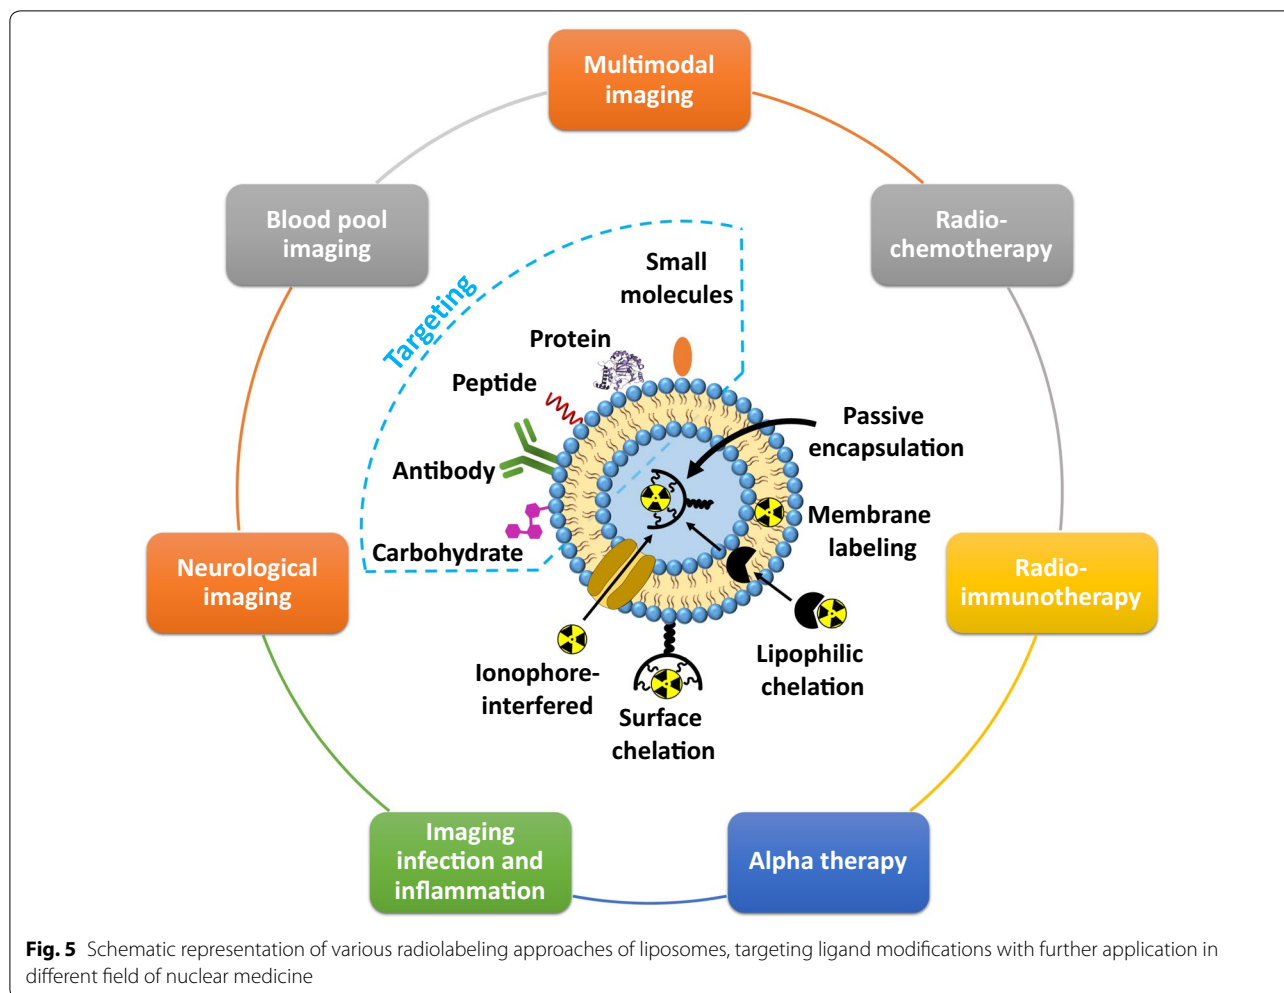 Multimodal
imaging
Blood pool
imaging
Radio-
chemotherapy
Targeting
Small
molecules
Protein
Peptide
Antibody
Carbohydrate
Passive
encapsulation
Membrane
labeling
Lipophilic
chelation
Ionophore-
interfered
Surface
chelation
Neurological
imaging
Radio-
immunotherapy
Imaging
infection and
inflammation
Alpha therapy
Fig. 5 Schematic representation of various radiolabeling approaches of liposomes, targeting ligand modifications with further application in
different field of nuclear medicine